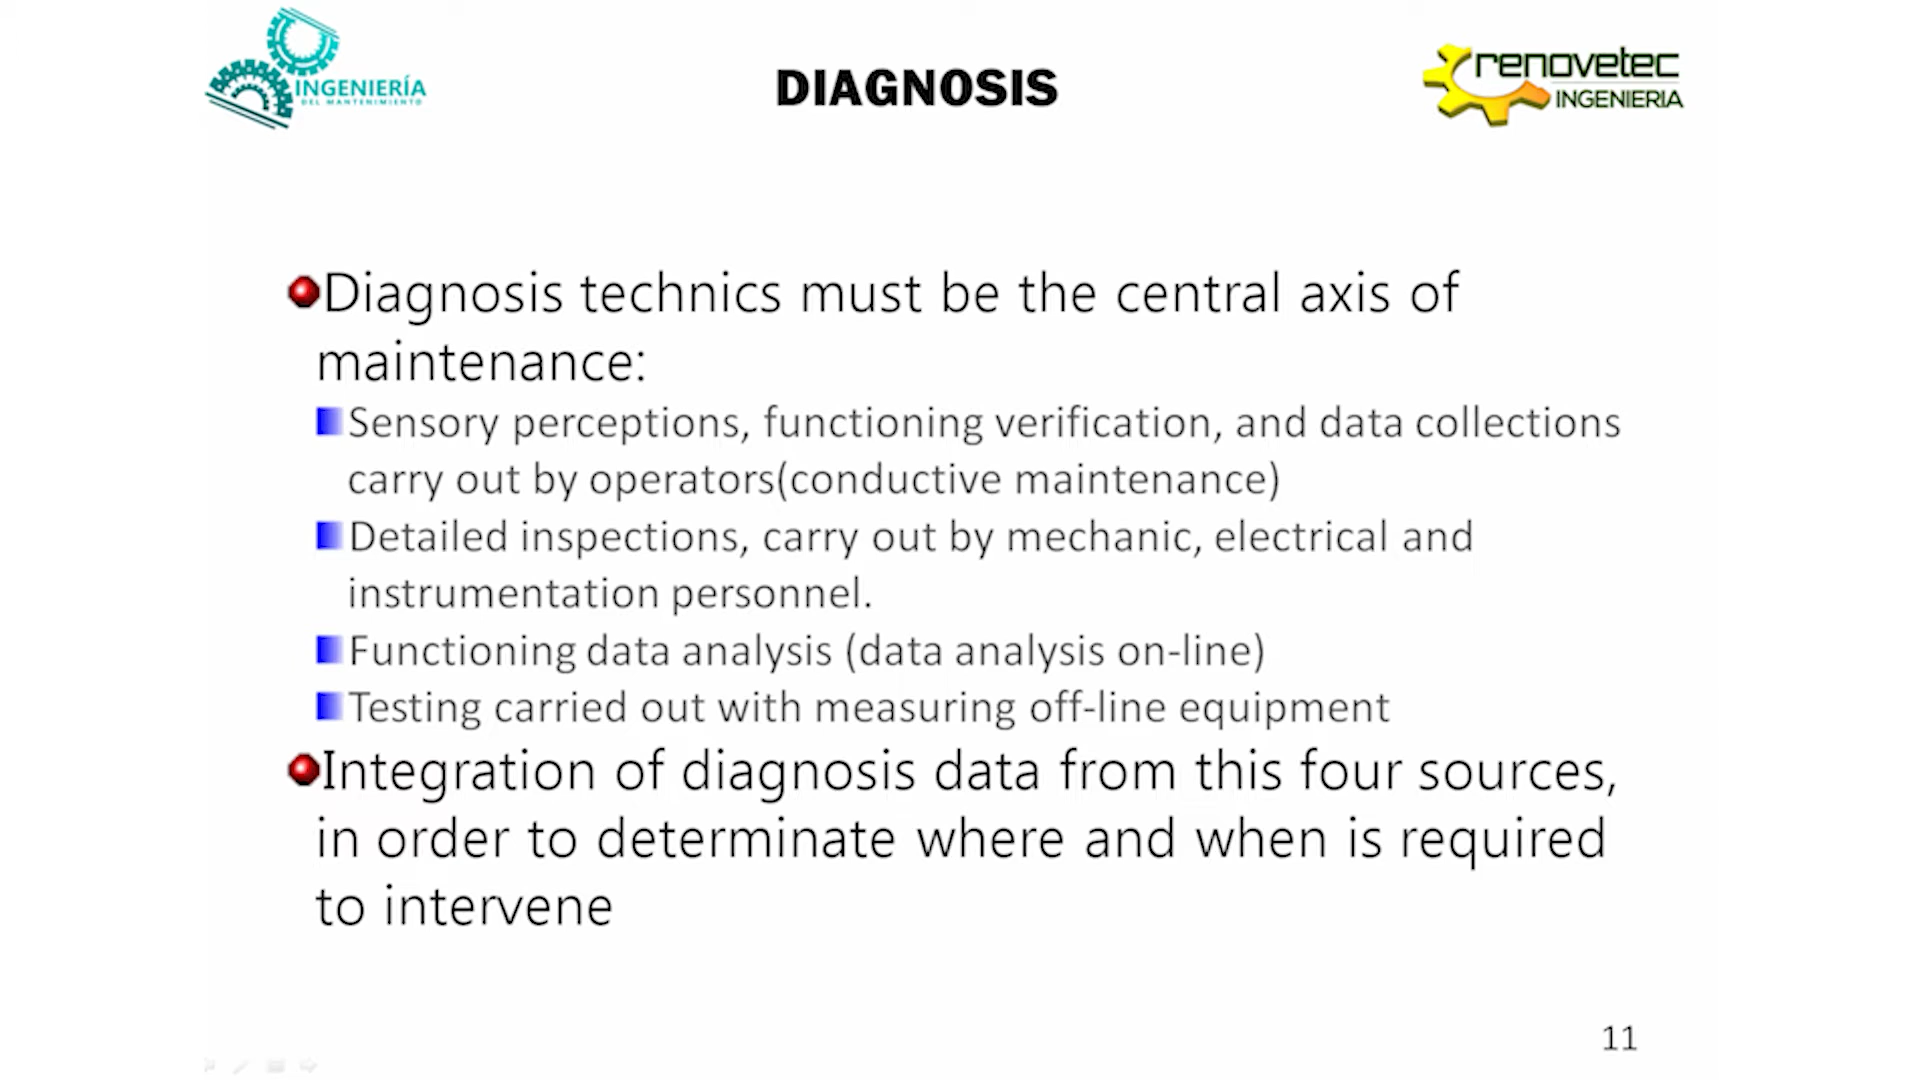 INGENIERÍA
DEL MANTENIMIENTO
DIAGNOSIS
renovetec
INGENIERIA
Diagnosis technics must be the central axis of
maintenance:
Sensory perceptions, functioning verification, and data collections
carry out by operators(conductive maintenance)
Detailed inspections, carry out by mechanic, electrical and
instrumentation personnel.
Functioning data analysis (data analysis on-line)
Testing carried out with measuring off-line equipment
Integration of diagnosis data from this four sources,
in order to determinate where and when is required
to intervene
11